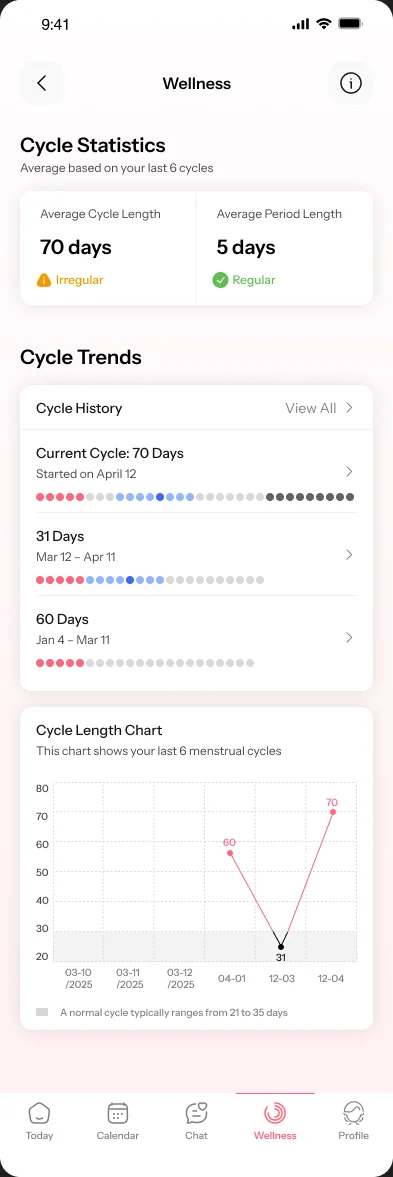 9:41
Wellness
Cycle Statistics
Average based on your last 6 cycles
Average Cycle Length
70 days
Irregular
Average Period Length
5 days
Regular
Cycle Trends
Cycle History
View All
Current Cycle: 70 Days
Started on April 12
31 Days
Mar 12 – Apr 11
60 Days
Jan 4 – Mar 11
Cycle Length Chart
This chart shows your last 6 menstrual cycles
80
70
60
50
40
30
20
60
31
70
03-10
/2025
03-11
/2025
03-12
/2025
04-01
12-03
12-04
A normal cycle typically ranges from 21 to 35 days
Today
Calendar
Chat
Wellness
Profile